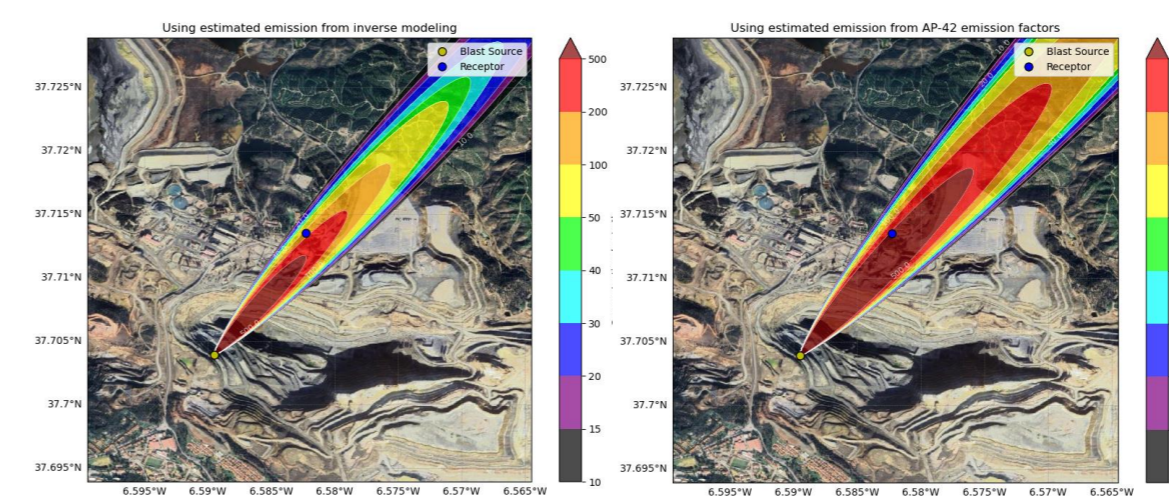 Using estimated emission from inverse modeling
Blast Source
Receptor
37.725°N
37.72°N
37.715°N
37.71°N
37.705°N
37.7°N
37.695°N
6.595°W 6.59°W 6.585°W 6.58°W 6.575°W 6.57°W 6.565°W
500
200
100
50
40
30
20
15
10
Using estimated emission from AP-42 emission factors
Blast Source
Receptor
37.725°N
37.72°N
37.715°N
37.71°N
37.705°N
37.7°N
37.695°N
6.595°W 6.59°W 6.585°W 6.58°W 6.575°W 6.57°W 6.565°W
10.0
500.0